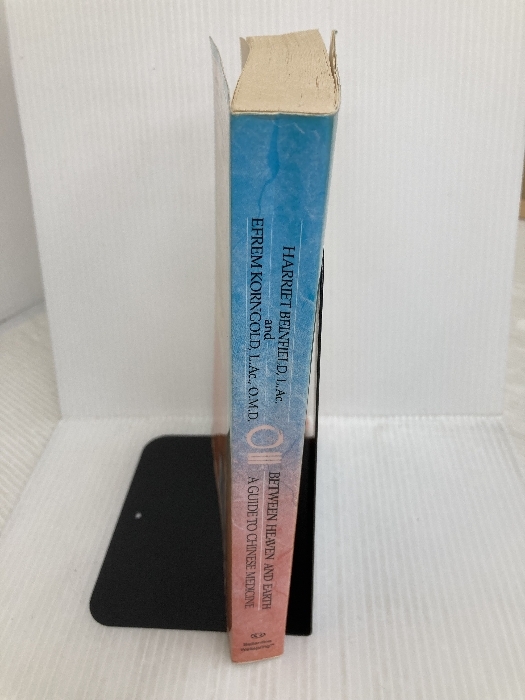 HARRIET BEINFIELD, L.Ac.
and
EFREM KORNGOLD, L.Ac., O.M.D.
BETWEEN HEAVEN AND EARTH
A GUIDE TO CHINESE MEDICINE